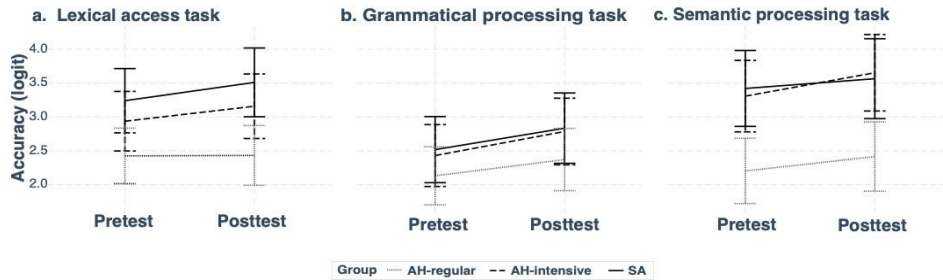 a. Lexical access task
b. Grammatical processing task
c. Semantic processing task
Accuracy (logit)
4.0
3.5
3.0
2.5
2.0
Pretest Posttest
Pretest Posttest
Pretest Posttest
Group AH-regular AH-intensive SA